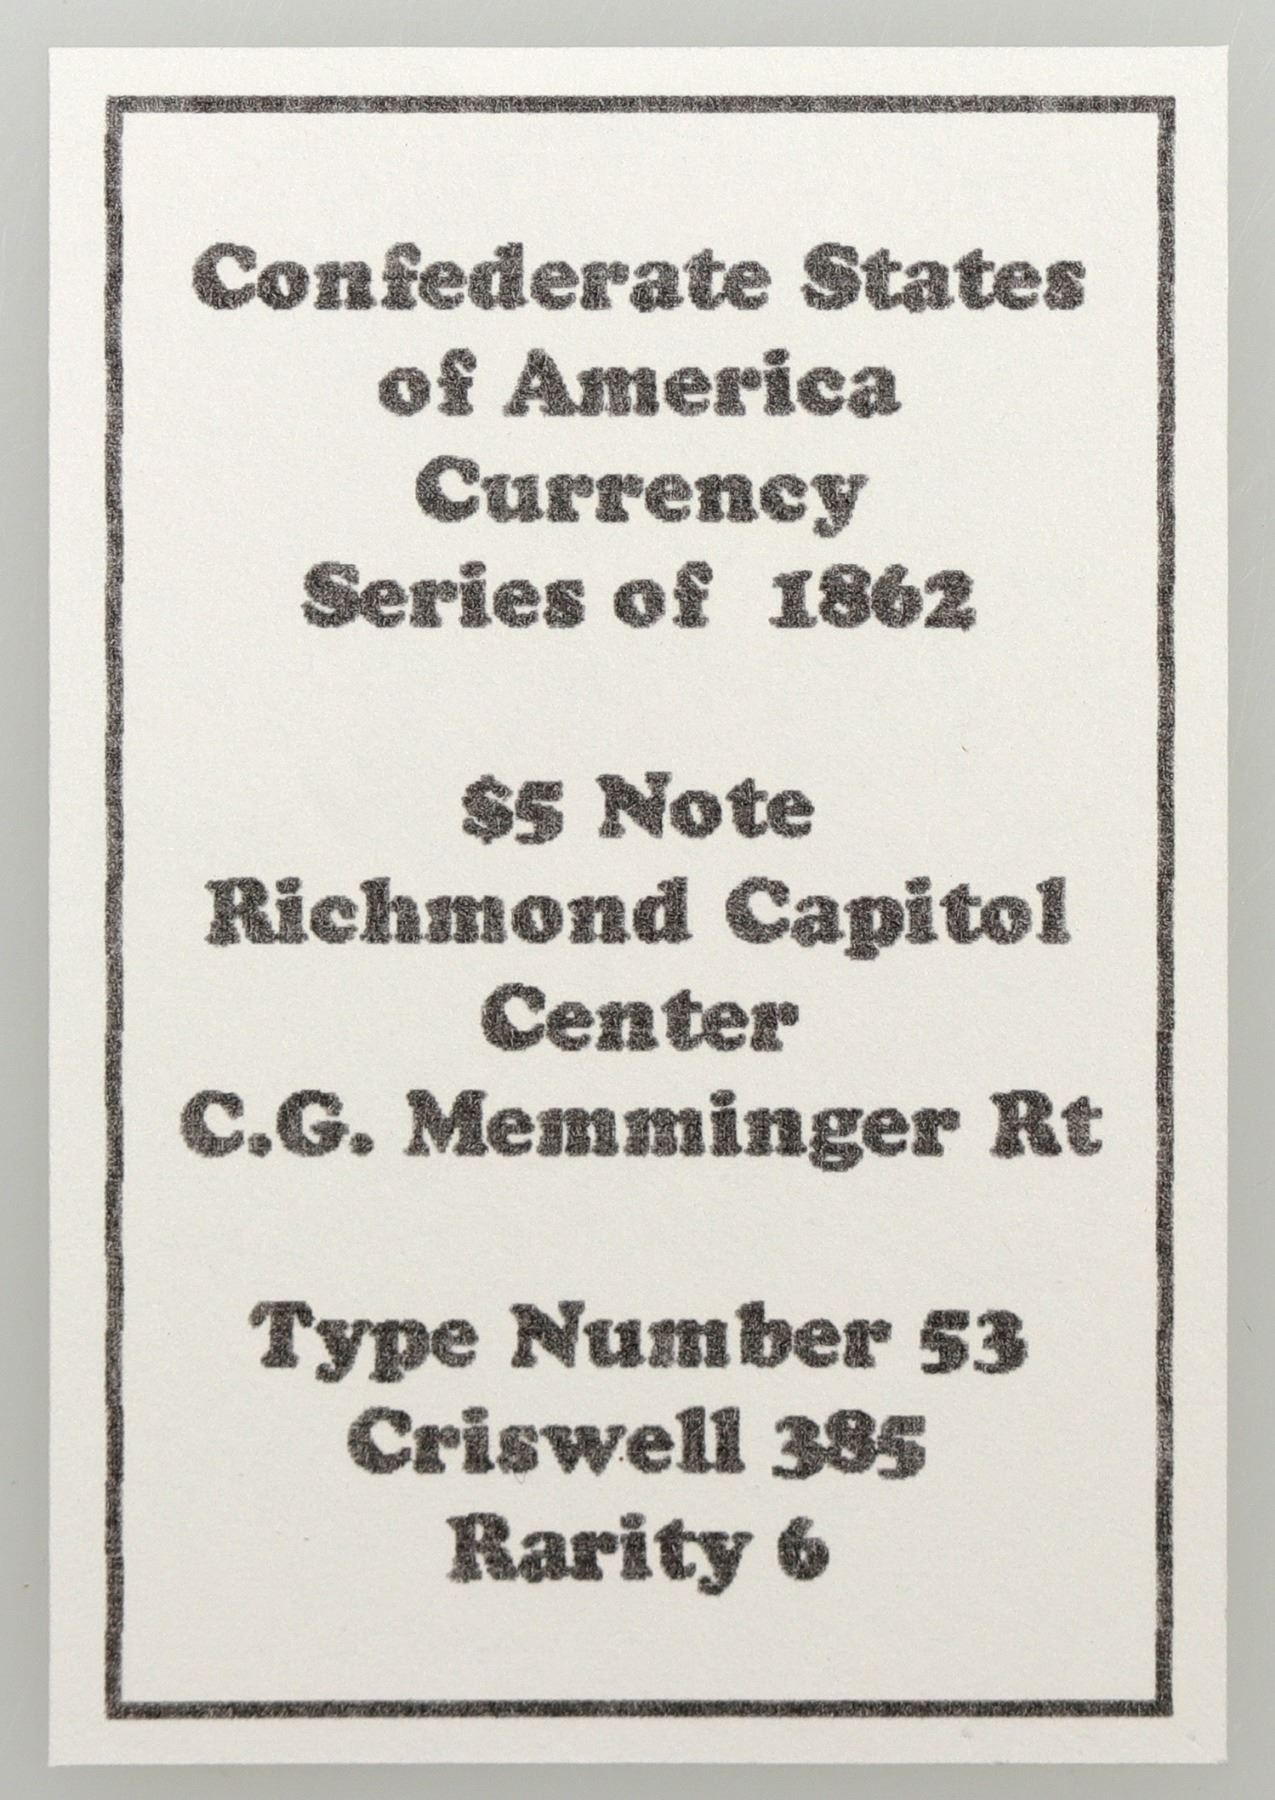 Confederate States
of America
Currency
Series of 1862
$5 Note
Richmond Capitol
Center
C.G. Memminger Rt
Type Number 53
Criswell 385
Rarity 6